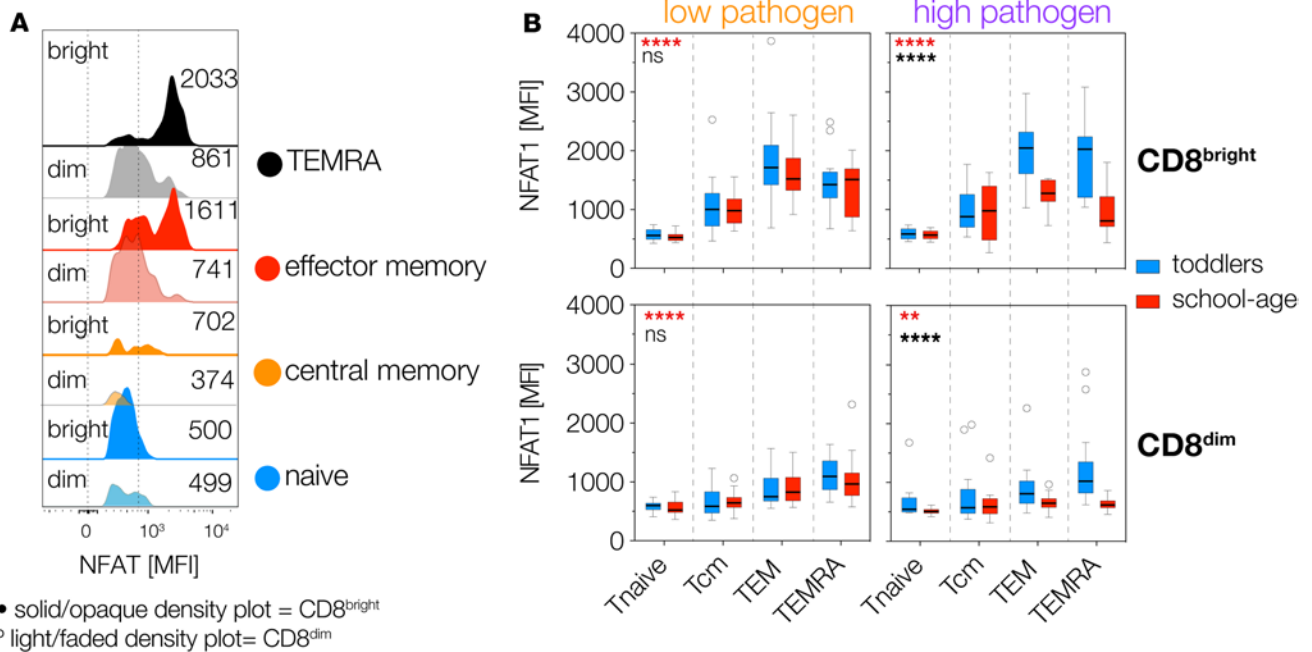 A
bright
2033
dim
861
bright
1611
dim
741
bright
702
dim
374
bright
500
dim
499
0
10³
10⁴
NFAT [MFI]
TEMRA
effector memory
central memory
naive
• solid/opaque density plot = CD8bright
° light/faded density plot= CD8dim
B
low pathogen
high pathogen
NFAT1 [MFI]
4000
3000
2000
1000
0
****
ns
****
****
CD8bright
toddlers
school-age
NFAT1 [MFI]
4000
3000
2000
1000
0
****
ns
**
****
CD8dim
Tnaive
Tcm
TEM
TEMRA
Tnaive
Tcm
TEM
TEMRA